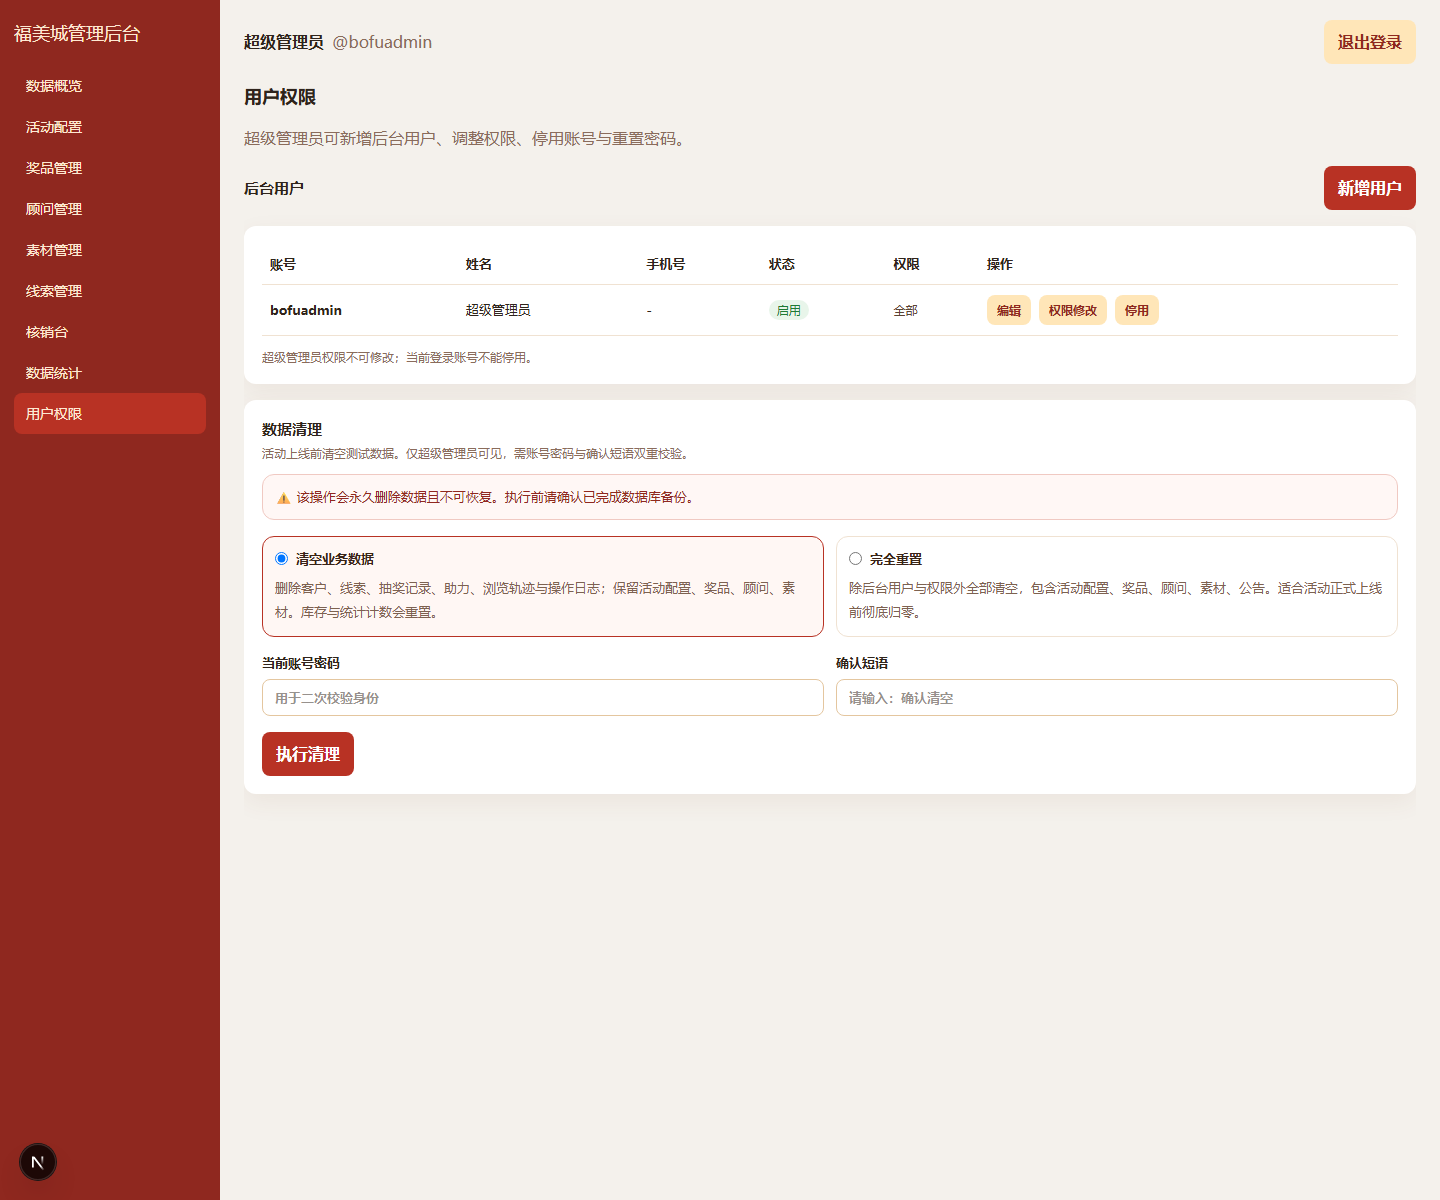 福美城管理后台
数据概览
活动配置
奖品管理
顾问管理
素材管理
线索管理
核销台
数据统计
用户权限
N
超级管理员 @bofuadmin
退出登录
用户权限
超级管理员可新增后台用户、调整权限、停用账号与重置密码。
后台用户
新增用户
账号 姓名 手机号 状态 权限 操作
bofuadmin 超级管理员 - 启用 全部 编辑 权限修改 停用
超级管理员权限不可修改；当前登录账号不能停用。
数据清理
活动上线前清空测试数据。仅超级管理员可见，需账号密码与确认短语双重校验。
该操作会永久删除数据且不可恢复。执行前请确认已完成数据库备份。
清空业务数据
删除客户、线索、抽奖记录、助力、浏览轨迹与操作日志；保留活动配置、奖品、顾问、素
材。库存与统计计数会重置。
完全重置
除后台用户与权限外全部清空，包含活动配置、奖品、顾问、素材、公告。适合活动正式上线
前彻底归零。
当前账号密码
用于二次校验身份
确认短语
请输入：确认清空
执行清理